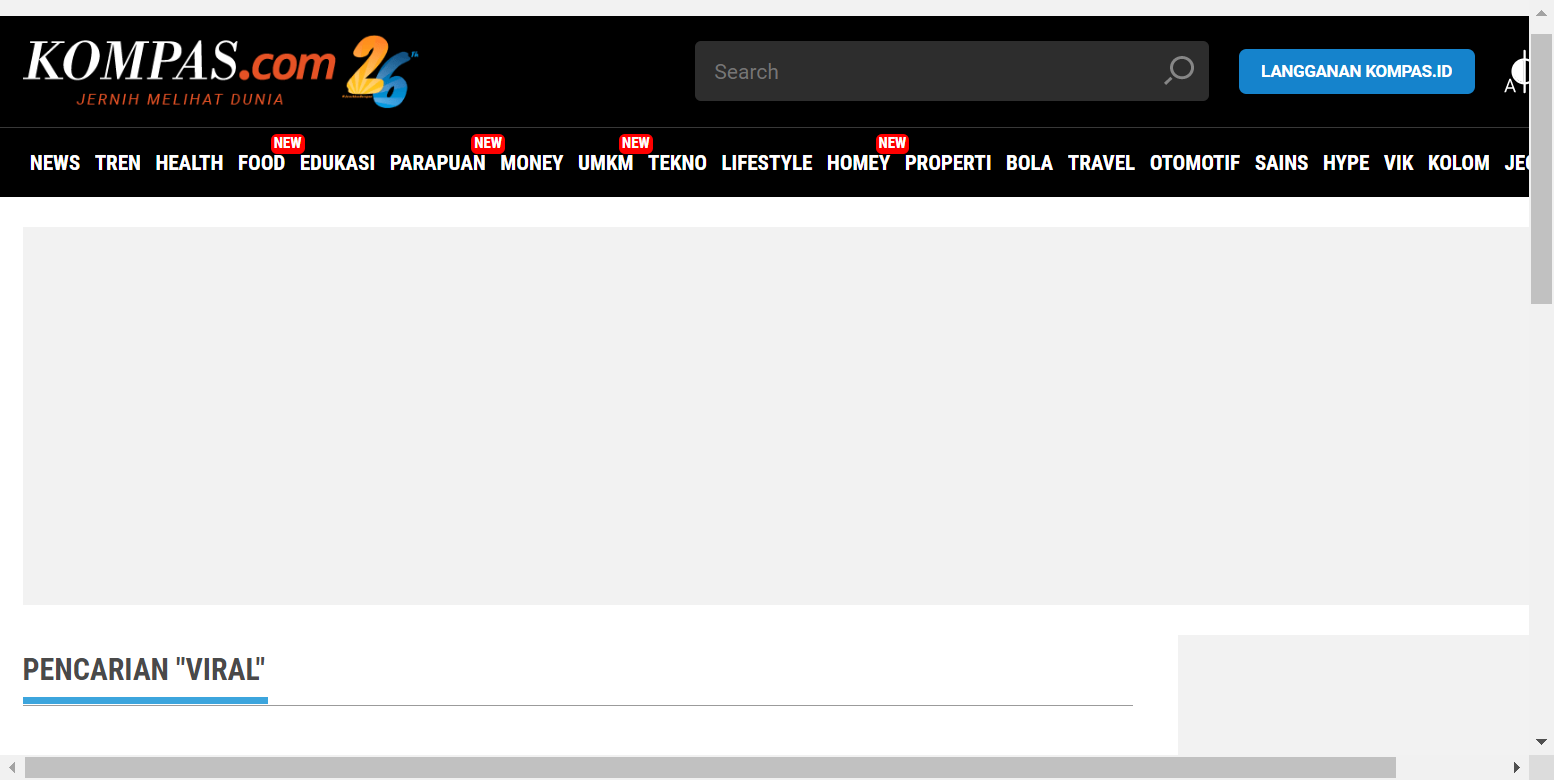 KOMPAS.com 26
JERNIH MELIHAT DUNIA
Search
LANGGANAN KOMPAS.ID
A
NEW NEW NEW NEW
NEWS TREN HEALTH FOOD EDUKASI PARAPUAN MONEY UMKM TEKNO LIFESTYLE HOMEY PROPERTI BOLA TRAVEL OTOMOTIF SAINS HYPE VIK KOLOM
PENCARIAN "VIRAL"